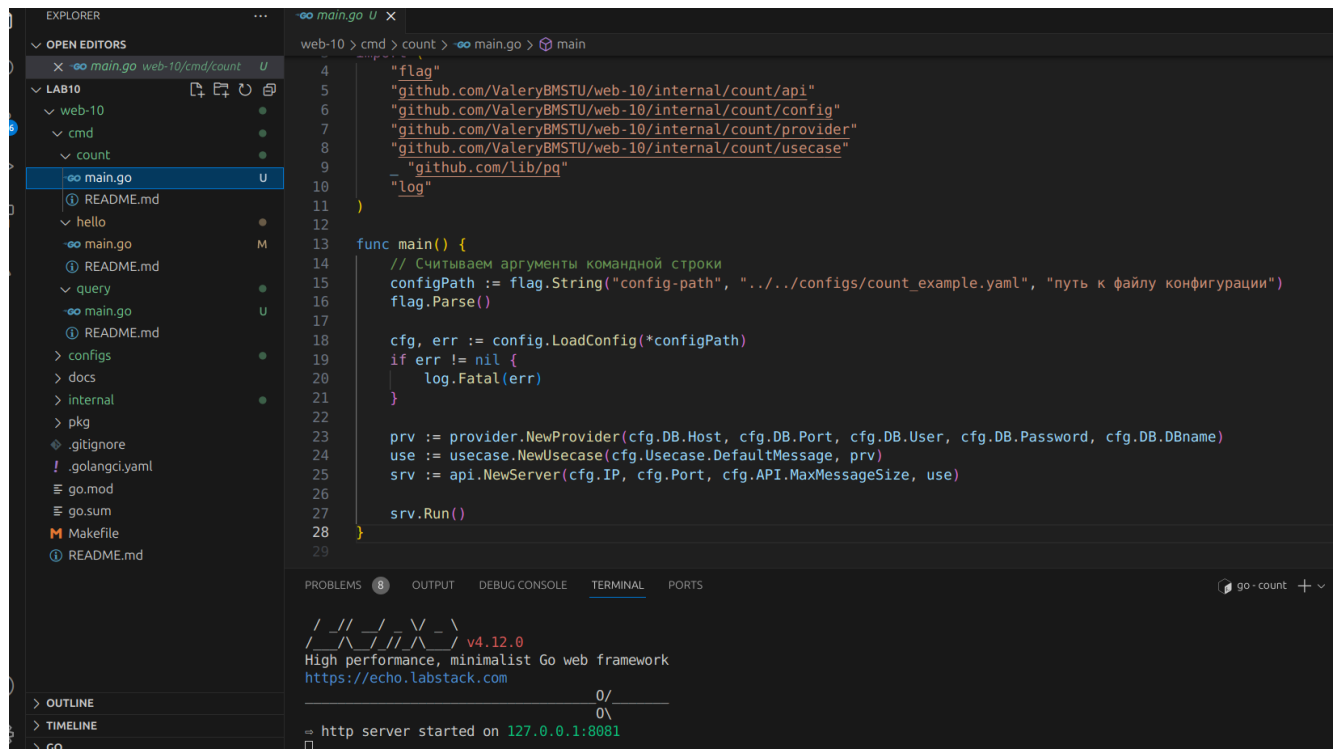 EXPLORER
OPEN EDITORS
main.go web-10/cmd/count U
LAB10
web-10
cmd
count
main.go U
README.md
hello
main.go M
README.md
query
main.go U
README.md
configs
docs
internal
pkg
.gitignore
.golangci.yaml
go.mod
go.sum
Makefile
README.md
OUTLINE
TIMELINE
GO
main.go U
web-10 > cmd > count > main.go > main
4 "flag"
5 "github.com/ValeryBMSTU/web-10/internal/count/api"
6 "github.com/ValeryBMSTU/web-10/internal/count/config"
7 "github.com/ValeryBMSTU/web-10/internal/count/provider"
8 "github.com/ValeryBMSTU/web-10/internal/count/usecase"
9 _ "github.com/lib/pq"
10 "log"
11 )
12
13 func main() {
14 // Считываем аргументы командной строки
15 configPath := flag.String("config-path", "../../configs/count_example.yaml", "путь к файлу конфигурации")
16 flag.Parse()
17
18 cfg, err := config.LoadConfig(*configPath)
19 if err != nil {
20 log.Fatal(err)
21 }
22
23 prv := provider.NewProvider(cfg.DB.Host, cfg.DB.Port, cfg.DB.User, cfg.DB.Password, cfg.DB.DBname)
24 use := usecase.NewUsecase(cfg.Usecase.DefaultMessage, prv)
25 srv := api.NewServer(cfg.IP, cfg.Port, cfg.API.MaxMessageSize, use)
26
27 srv.Run()
28 }
29
PROBLEMS 8 OUTPUT DEBUG CONSOLE TERMINAL PORTS
go - count
v4.12.0
High performance, minimalist Go web framework
https://echo.labstack.com
____________________________________O/_______
O\
⇨ http server started on 127.0.0.1:8081